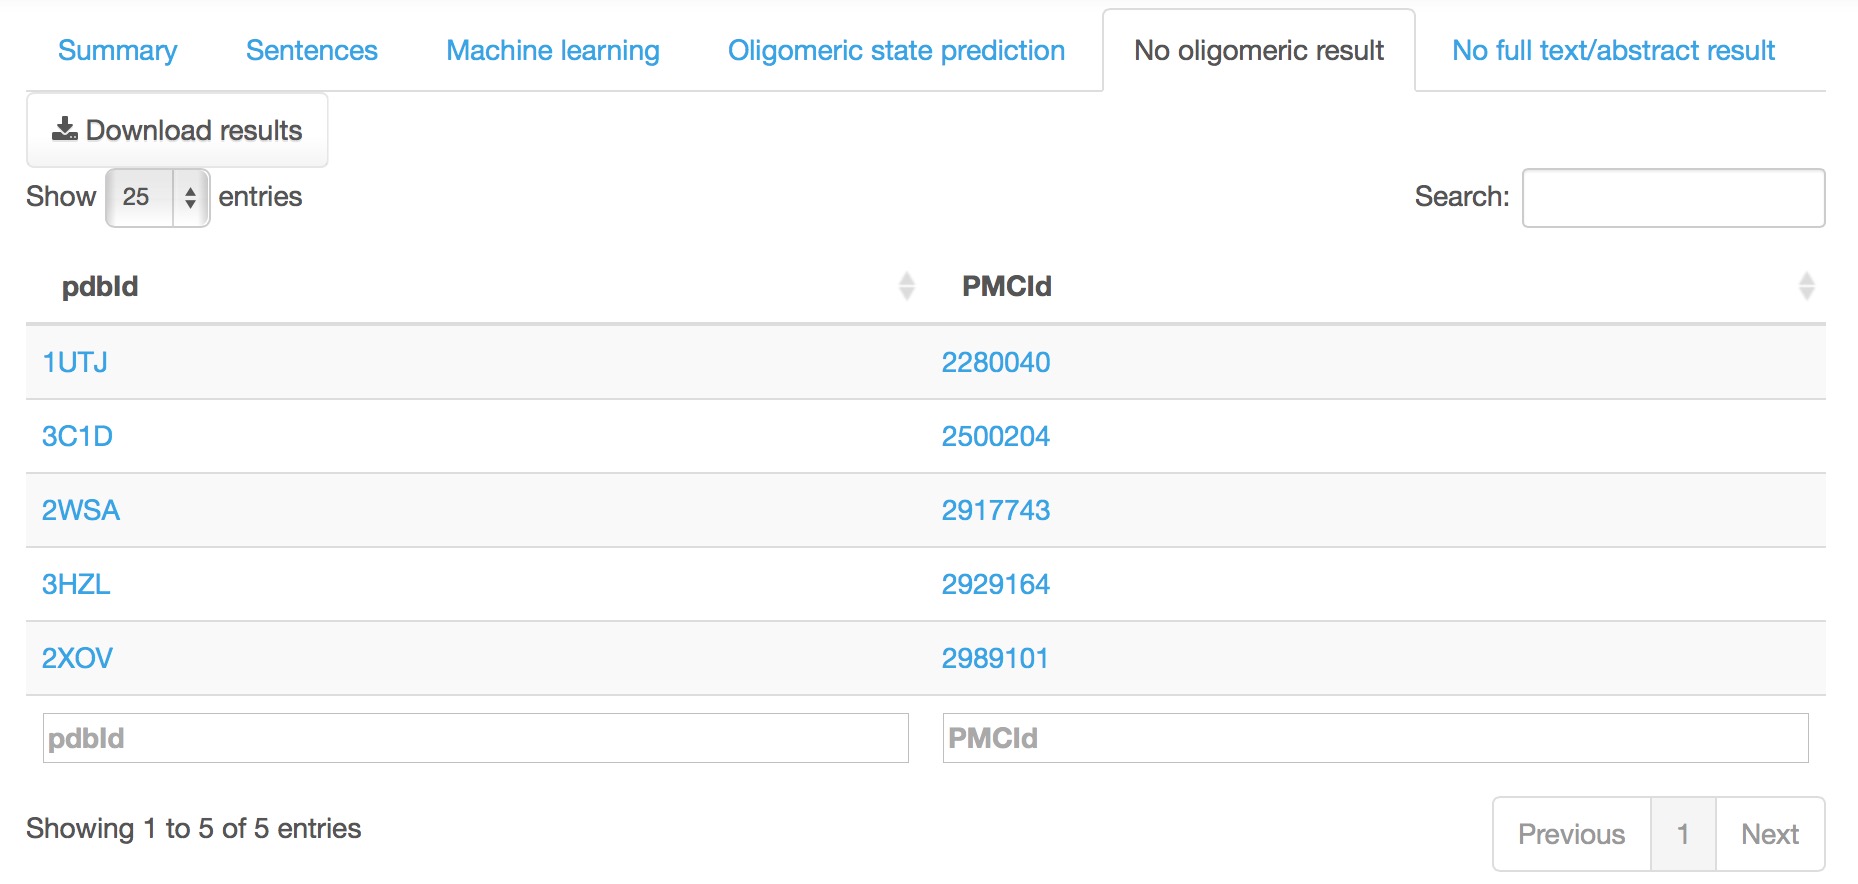 Summary Sentences Machine learning Oligomeric state prediction No oligomeric result No full text/abstract result
Download results
Show 25 entries Search:
pdbId PMCId
1UTJ 2280040
3C1D 2500204
2WSA 2917743
3HZL 2929164
2XOV 2989101
pdbId PMCId
Showing 1 to 5 of 5 entries Previous 1 Next